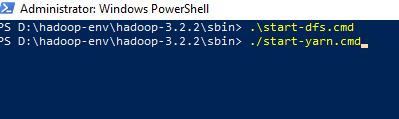 Administrator: Windows PowerShell
PS D:\hadoop-env\hadoop-3.2.2\sbin> .\start-dfs.cmd
PS D:\hadoop-env\hadoop-3.2.2\sbin> ./start-yarn.cmd